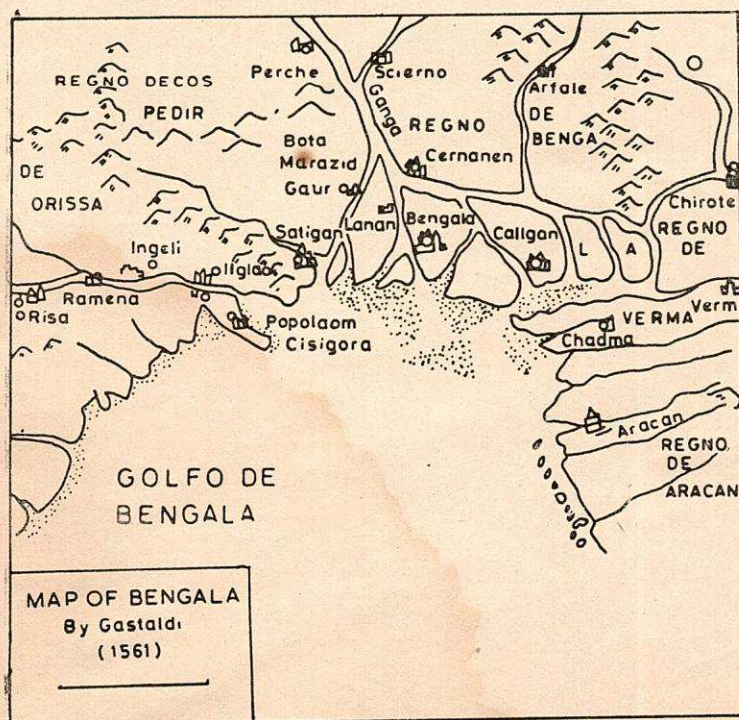 Perche
Scierno
REGNO DECOS
PEDIR
Ganga
REGNO
Arfale
DE
BENGA
Bota
Marazid
Gaur
Cernanen
DE
ORISSA
Chirote
REGNO
DE
Satigan
Lanan
Bengala
Callgan
L
A
Ingeli
Ramena
Risa
Popolaom
Cisigora
VERMA
Verm
Chadma
Aracan
REGNO
DE
ARACAN
GOLFO DE
BENGALA
MAP OF BENGALA
By Gastaldi
(1561)